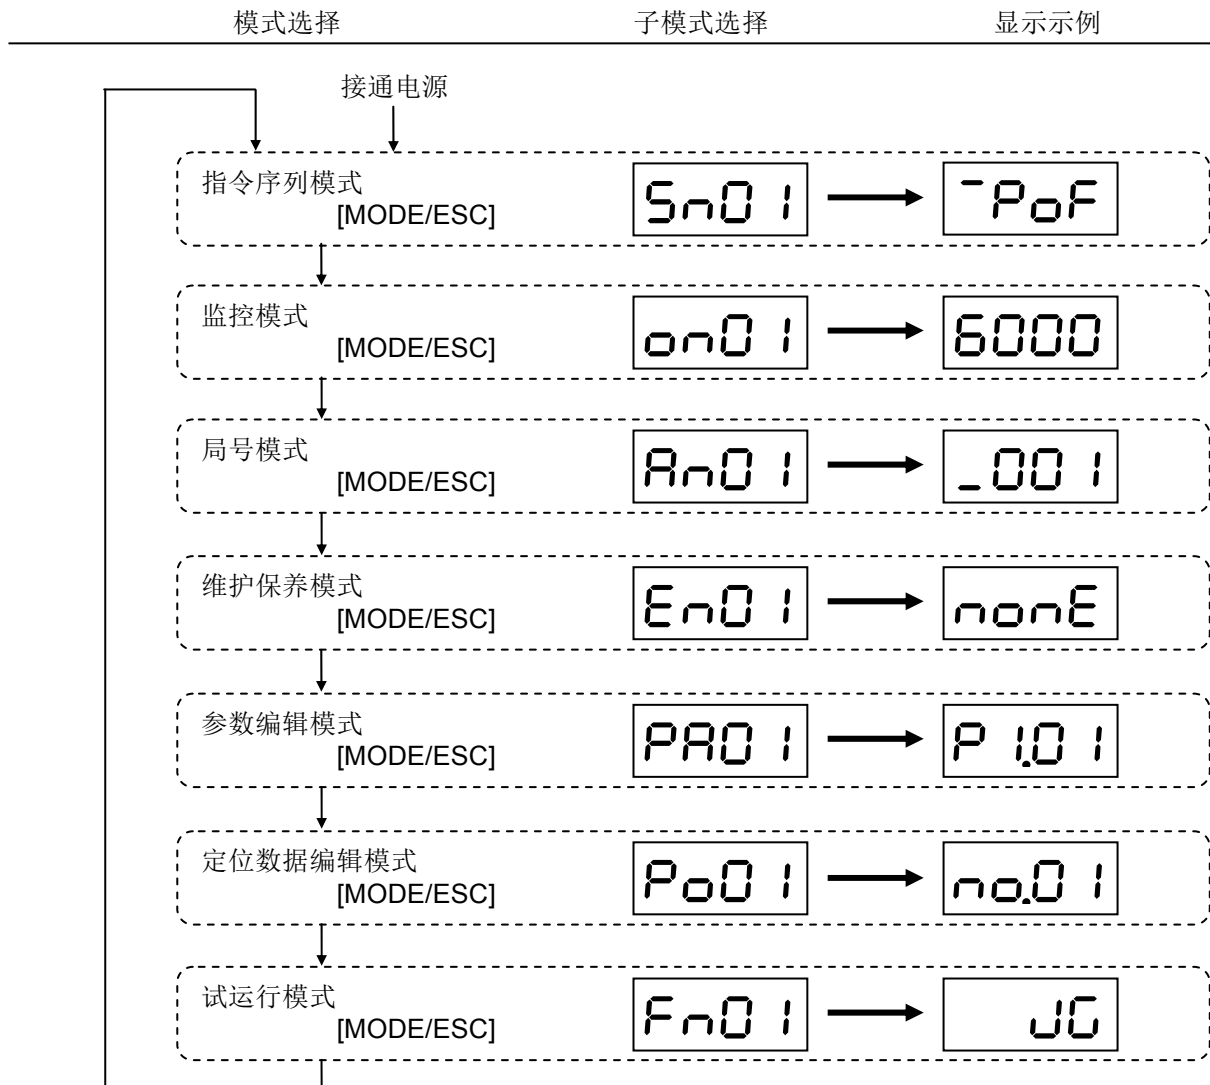 模式选择 子模式选择 显示示例
接通电源
指令序列模式
[MODE/ESC] Sn01 ¯PoF
监控模式
[MODE/ESC] on01 6000
局号模式
[MODE/ESC] An01 _001
维护保养模式
[MODE/ESC] En01 nonE
参数编辑模式
[MODE/ESC] PA01 P1.01
定位数据编辑模式
[MODE/ESC] Po01 no.01
试运行模式
[MODE/ESC] Fn01 JG